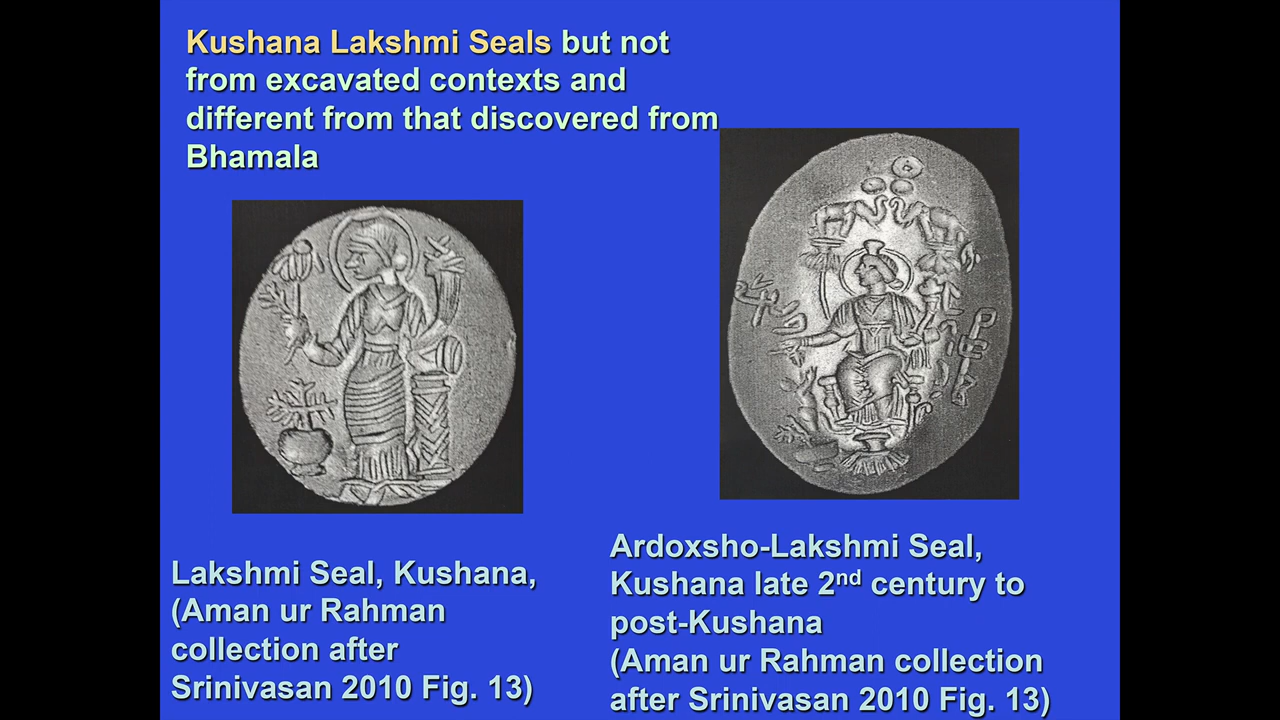 Kushana Lakshmi Seals but not
from excavated contexts and
different from that discovered from
Bhamala
Lakshmi Seal, Kushana,
(Aman ur Rahman
collection after
Srinivasan 2010 Fig. 13)
Ardoxsho-Lakshmi Seal,
Kushana late 2nd century to
post-Kushana
(Aman ur Rahman collection
after Srinivasan 2010 Fig. 13)